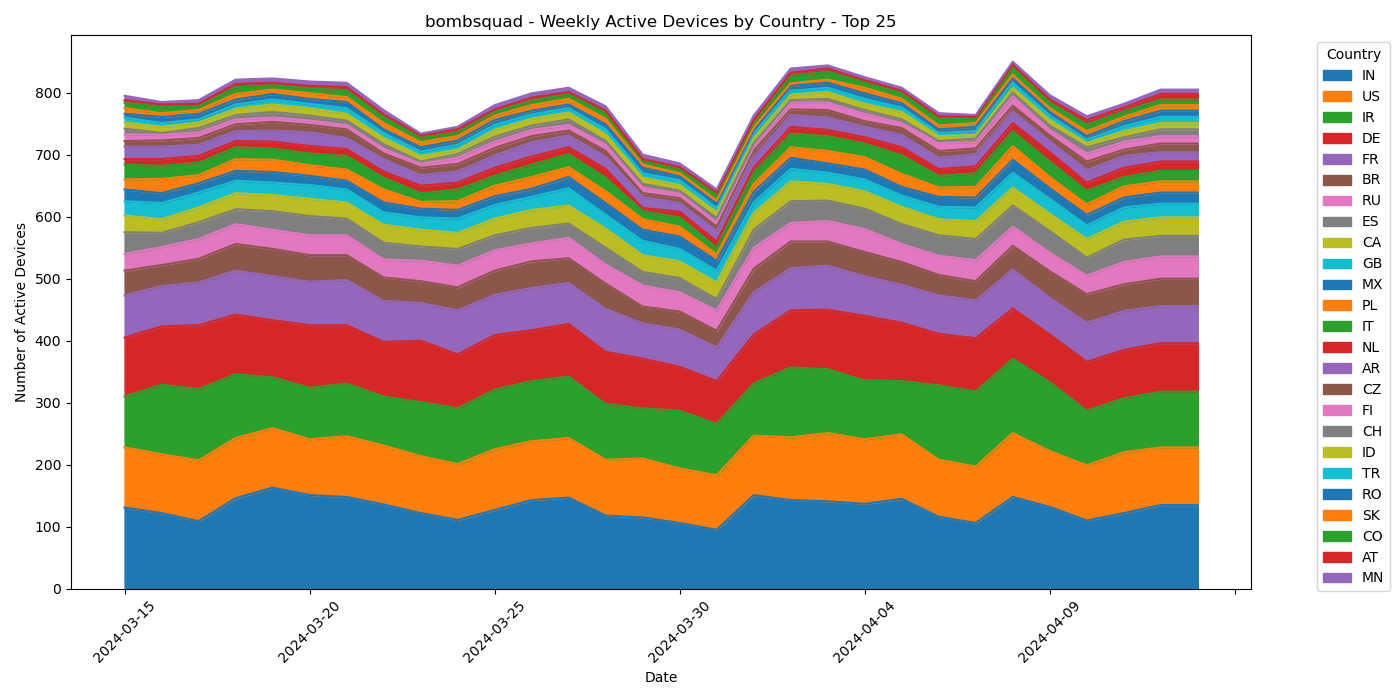 bombsquad - Weekly Active Devices by Country - Top 25
Number of Active Devices
800
700
600
500
400
300
200
100
0
2024-03-15
2024-03-20
2024-03-25
2024-03-30
2024-04-04
2024-04-09
Date
Country
IN
US
IR
DE
FR
BR
RU
ES
CA
GB
MX
PL
IT
NL
AR
CZ
FI
CH
ID
TR
RO
SK
CO
AT
MN